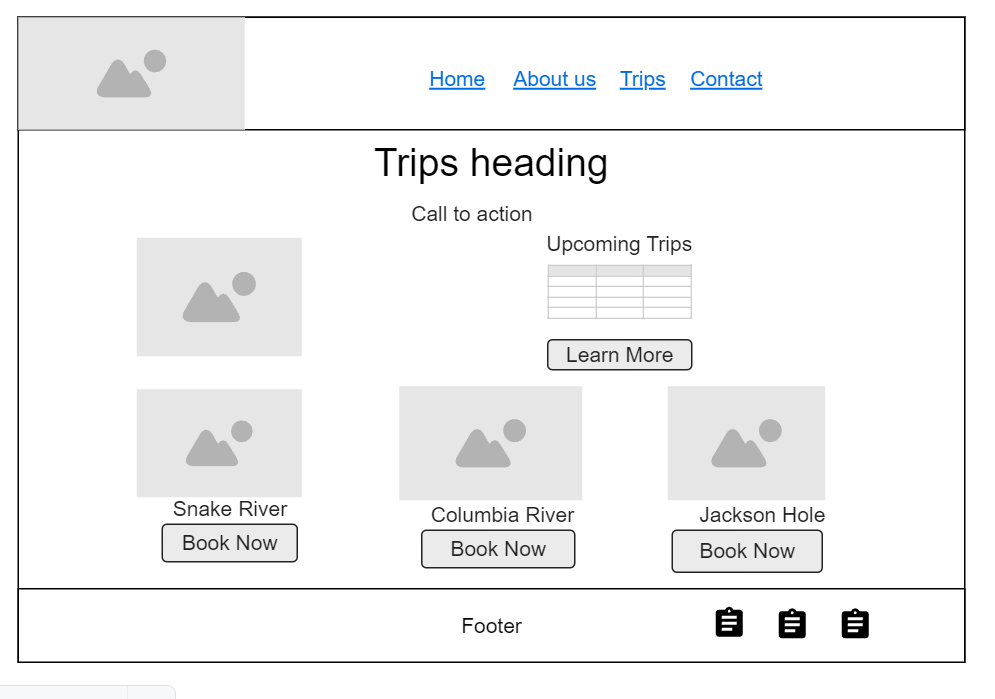 Home About us Trips Contact
Trips heading
Call to action
Upcoming Trips
Learn More
Snake River
Book Now
Columbia River
Book Now
Jackson Hole
Book Now
Footer